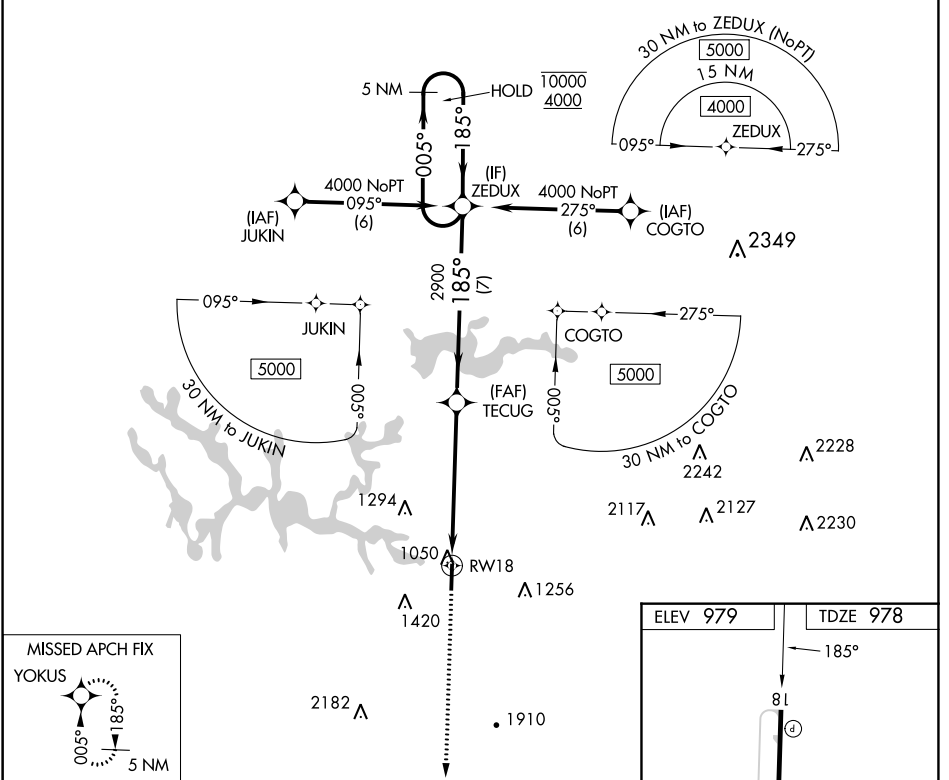 30 NM to ZEDUX (NoPT)
5000
15 NM
4000
ZEDUX
095°
275°
5 NM
HOLD
10000
4000
005°
185°
(IF)
ZEDUX
4000 NoPT
095°
(6)
(IAF)
JUKIN
4000 NoPT
275°
(6)
(IAF)
COGTO
2349
2900
185°
(7)
095°
JUKIN
5000
005°
30 NM to JUKIN
COGTO
275°
5000
005°
30 NM to COGTO
(FAF)
TECUG
2242
2228
2117
2127
2230
1294
1050
RW18
1256
1420
2182
1910
MISSED APCH FIX
YOKUS
005°
185°
5 NM
ELEV 979
TDZE 978
185°
18
P